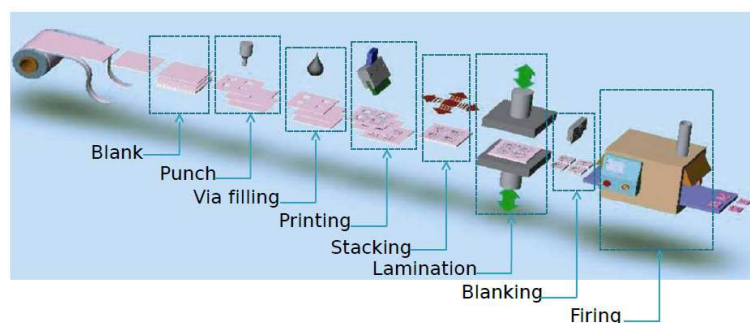 Blank
Punch
Via filling
Printing
Stacking
Lamination
Blanking
Firing